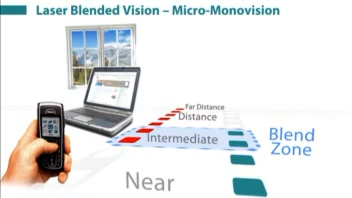 Laser Blended Vision – Micro-Monovision
Far Distance
Distance
Intermediate
Blend
Zone
Near